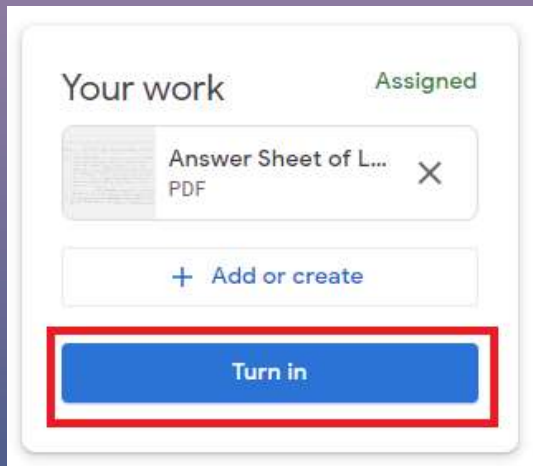 Your work
Assigned
Answer Sheet of L...
PDF
+ Add or create
Turn in